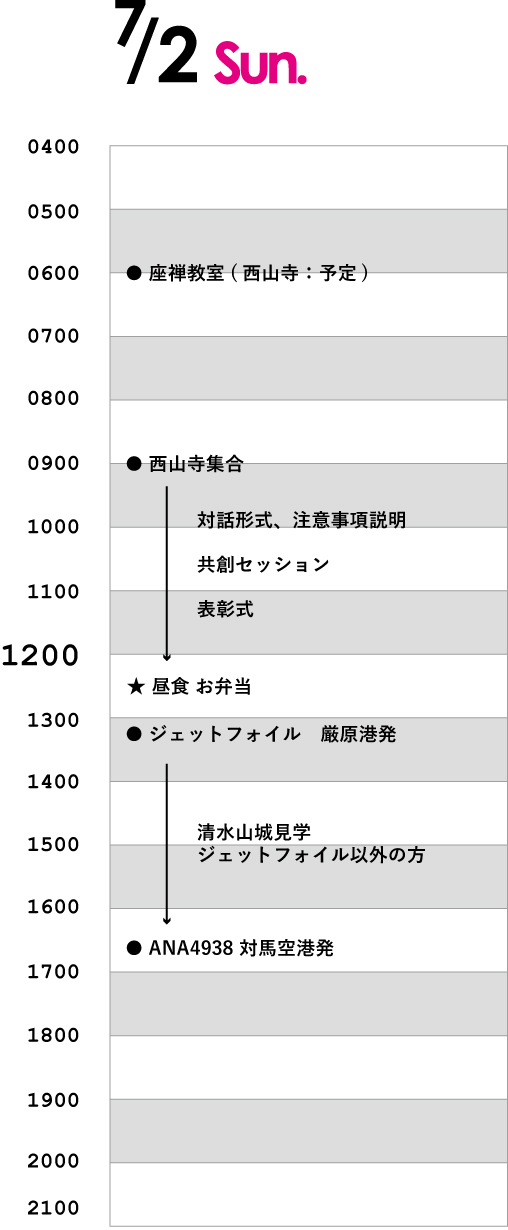 7/2 Sun.
0400
0500
0600
● 座禅教室 ( 西山寺：予定 )
0700
0800
0900
● 西山寺集合
対話形式、注意事項説明
1000
共創セッション
1100
表彰式
1200
★ 昼食 お弁当
1300
● ジェットフォイル　厳原港発
1400
清水山城見学
1500
ジェットフォイル以外の方
1600
● ANA4938 対馬空港発
1700
1800
1900
2000
2100